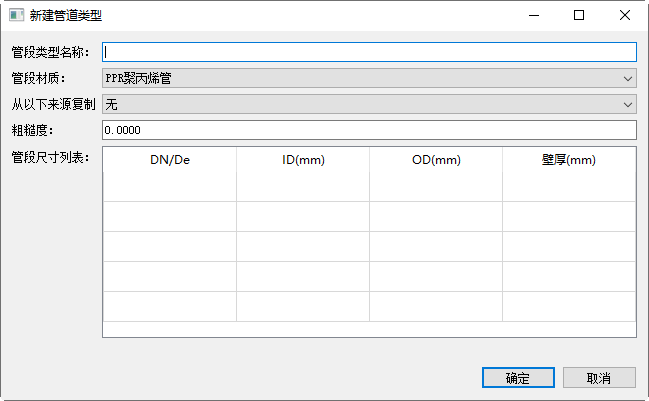 新建管道类型
管段类型名称：
管段材质： PPR聚丙烯管
从以下来源复制 无
粗糙度： 0.0000
管段尺寸列表： DN/De ID(mm) OD(mm) 壁厚(mm)
确定 取消